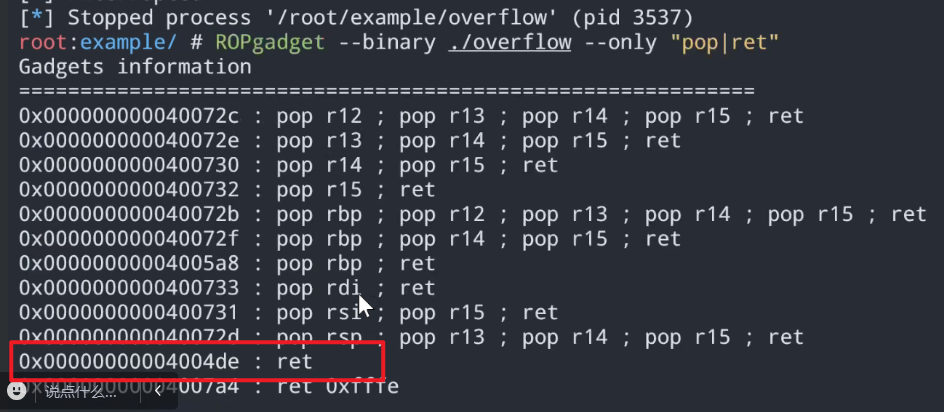 [*] Stopped process '/root/example/overflow' (pid 3537)
root:example/ # ROPgadget --binary ./overflow --only "pop|ret"
Gadgets information
============================================================
0x000000000040072c : pop r12 ; pop r13 ; pop r14 ; pop r15 ; ret
0x000000000040072e : pop r13 ; pop r14 ; pop r15 ; ret
0x0000000000400730 : pop r14 ; pop r15 ; ret
0x0000000000400732 : pop r15 ; ret
0x000000000040072b : pop rbp ; pop r12 ; pop r13 ; pop r14 ; pop r15 ; ret
0x000000000040072f : pop rbp ; pop r14 ; pop r15 ; ret
0x00000000004005a8 : pop rbp ; ret
0x0000000000400733 : pop rdi ; ret
0x0000000000400731 : pop rsi ; pop r15 ; ret
0x000000000040072d : pop rsp ; pop r13 ; pop r14 ; pop r15 ; ret
0x00000000004004de : ret
0x00000000004007a4 : ret 0xfffe
说点什么...